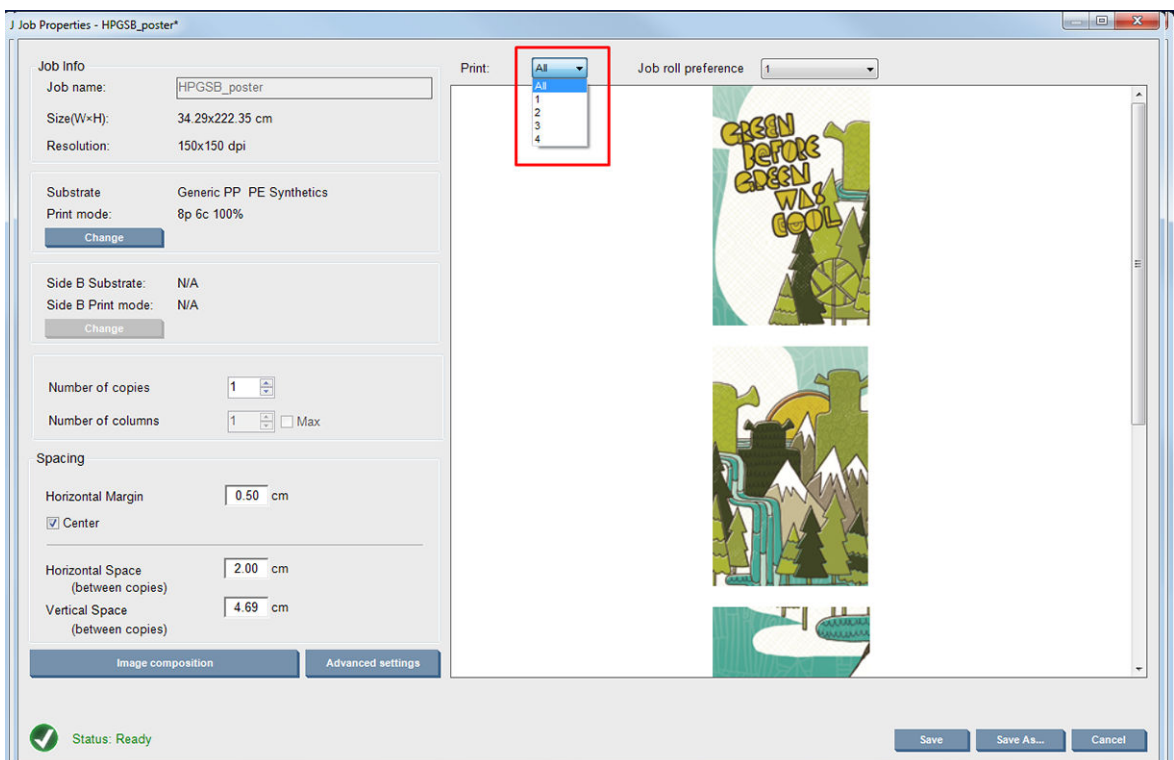 J Job Properties - HPGSB_poster*
Job Info
Job name: HPGSB_poster
Size(W×H): 34.29x222.35 cm
Resolution: 150x150 dpi
Substrate Generic PP PE Synthetics
Print mode: 8p 6c 100%
Change
Side B Substrate: N/A
Side B Print mode: N/A
Change
Number of copies 1
Number of columns 1 Max
Spacing
Horizontal Margin 0.50 cm
Center
Horizontal Space 2.00 cm
(between copies)
Vertical Space 4.69 cm
(between copies)
Image composition Advanced settings
Print: All Job roll preference 1
All
1
2
3
4
GREEN
BEFORE
GREEN
WAS
COOL
Status: Ready
Save Save As... Cancel